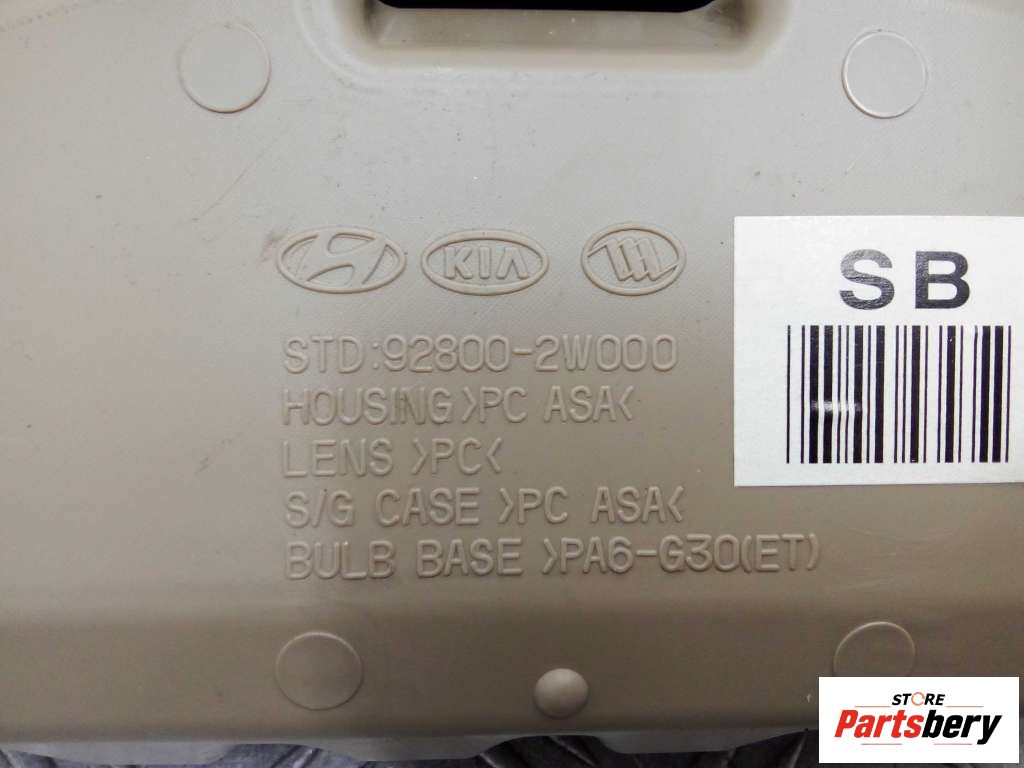 KIA
SB
STD:92800-2W000
HOUSING >PC ASA<
LENS >PC<
S/G CASE >PC ASA<
BULB BASE >PA6-G30(ET)
STORE
Partsbery